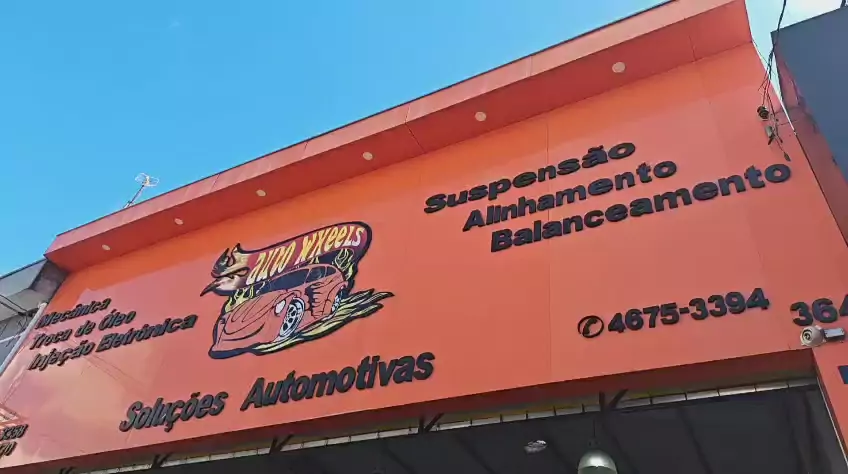 Suspensão
Alinhamento
Balanceamento
AUTO WHEELS
Mecânica
Troca de Óleo
Injeção Eletrônica
Soluções Automotivas
4675-3394
364